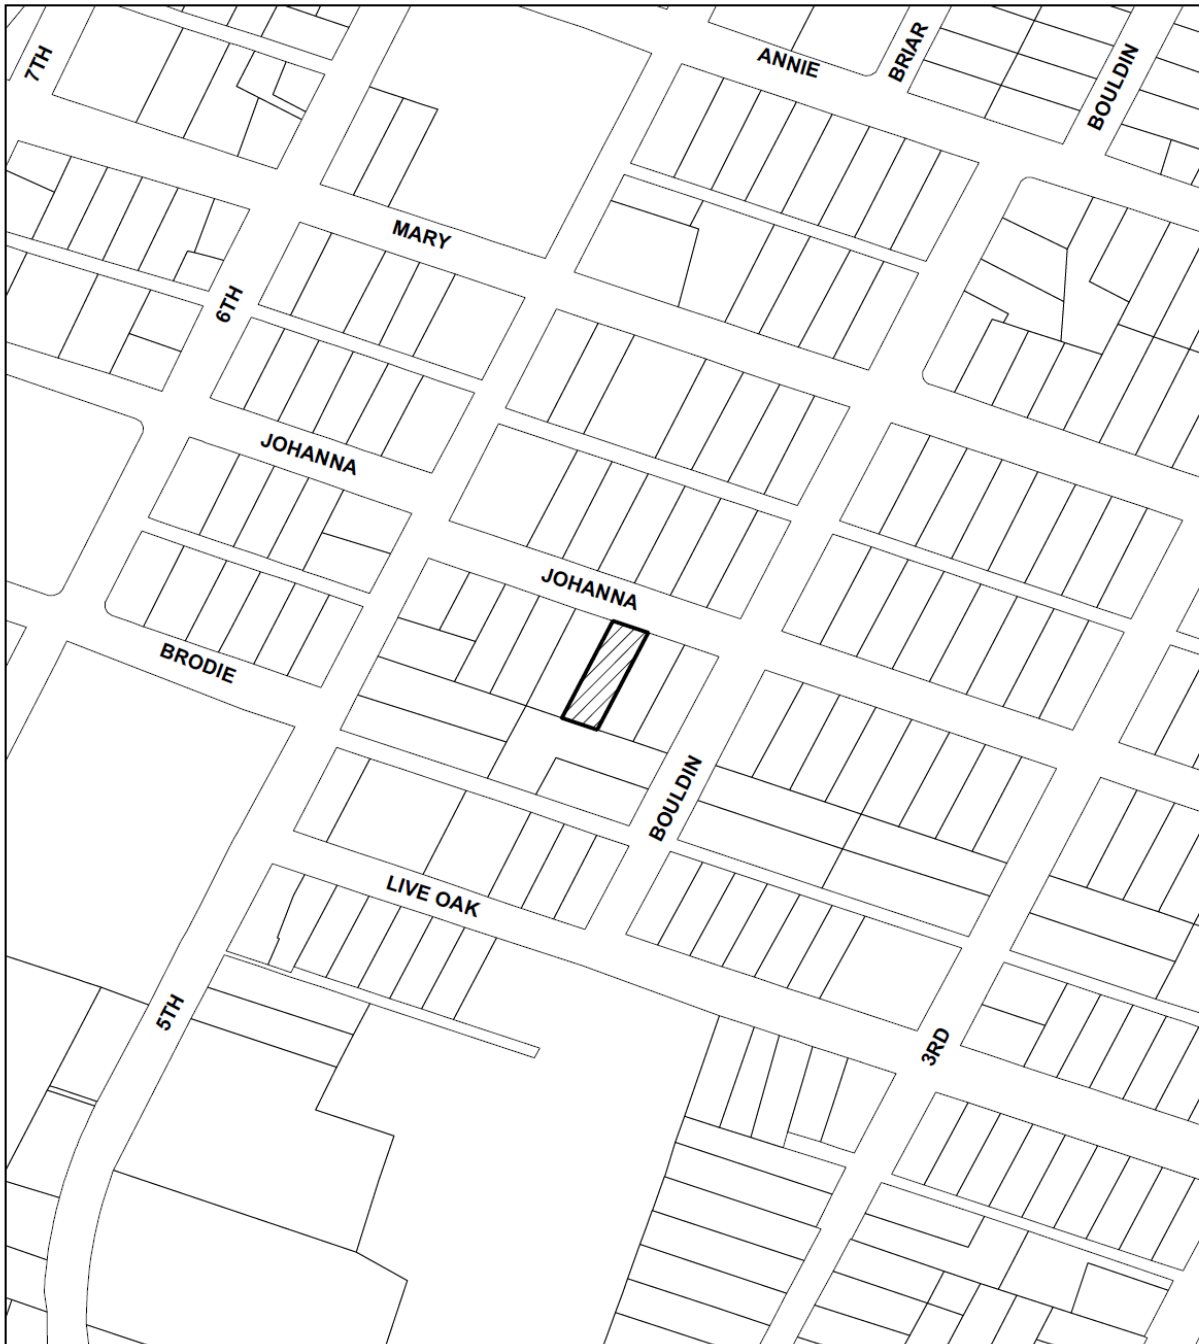 7TH
ANNIE
BRIAR
BOULDIN
MARY
6TH
JOHANNA
JOHANNA
BRODIE
BOULDIN
LIVE OAK
5TH
3RD